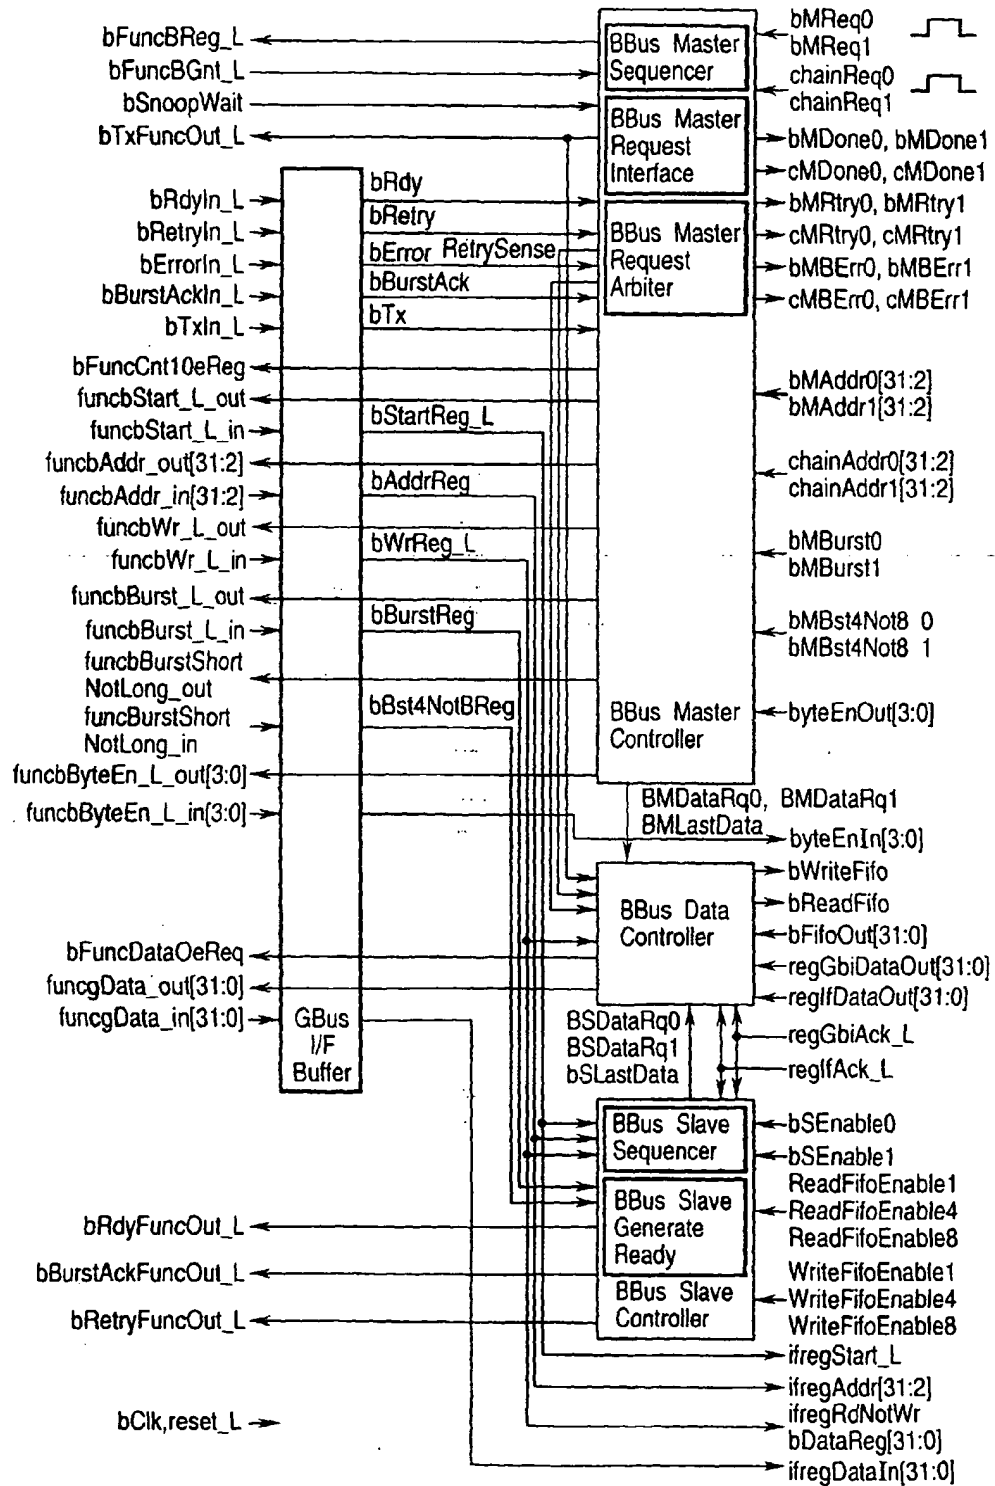 bFuncBReg_L
bFuncBGnt_L
bSnoopWait
bTxFuncOut_L
bRdyIn_L
bRetryIn_L
bErrorIn_L
bBurstAckIn_L
bTxIn_L
bFuncCnt10eReg
funcbStart_L_out
funcbStart_L_in
funcbAddr_out[31:2]
funcbAddr_in[31:2]
funcbWr_L_out
funcbWr_L_in
funcbBurst_L_out
funcbBurst_L_in
funcbBurstShort
NotLong_out
funcBurstShort
NotLong_in
funcbByteEn_L_out[3:0]
funcbByteEn_L_in[3:0]
bFuncDataOeReq
funcgData_out[31:0]
funcgData_in[31:0]
bRdyFuncOut_L
bBurstAckFuncOut_L
bRetryFuncOut_L
bClk,reset_L
GBus
I/F
Buffer
bRdy
bRetry
bError RetrySense
bBurstAck
bTx
bStartReg_L
bAddrReg
bWrReg_L
bBurstReg
bBst4NotBReg
BBus Master
Sequencer
BBus Master
Request
Interface
BBus Master
Request
Arbiter
BBus Master
Controller
BMDataRq0, BMDataRq1
BMLastData
BBus Data
Controller
BSDataRq0
BSDataRq1
bSLastData
BBus Slave
Sequencer
BBus Slave
Generate
Ready
BBus Slave
Controller
bMReq0
bMReq1
chainReq0
chainReq1
bMDone0, bMDone1
cMDone0, cMDone1
bMRtry0, bMRtry1
cMRtry0, cMRtry1
bMBErr0, bMBErr1
cMBErr0, cMBErr1
bMAddr0[31:2]
bMAddr1[31:2]
chainAddr0[31:2]
chainAddr1[31:2]
bMBurst0
bMBurst1
bMBst4Not8 0
bMBst4Not8 1
byteEnOut[3:0]
byteEnIn[3:0]
bWriteFifo
bReadFifo
bFifoOut[31:0]
regGbiDataOut[31:0]
regIfDataOut[31:0]
regGbiAck_L
regIfAck_L
bSEnable0
bSEnable1
ReadFifoEnable1
ReadFifoEnable4
ReadFifoEnable8
WriteFifoEnable1
WriteFifoEnable4
WriteFifoEnable8
ifregStart_L
ifregAddr[31:2]
ifregRdNotWr
bDataReg[31:0]
ifregDataIn[31:0]